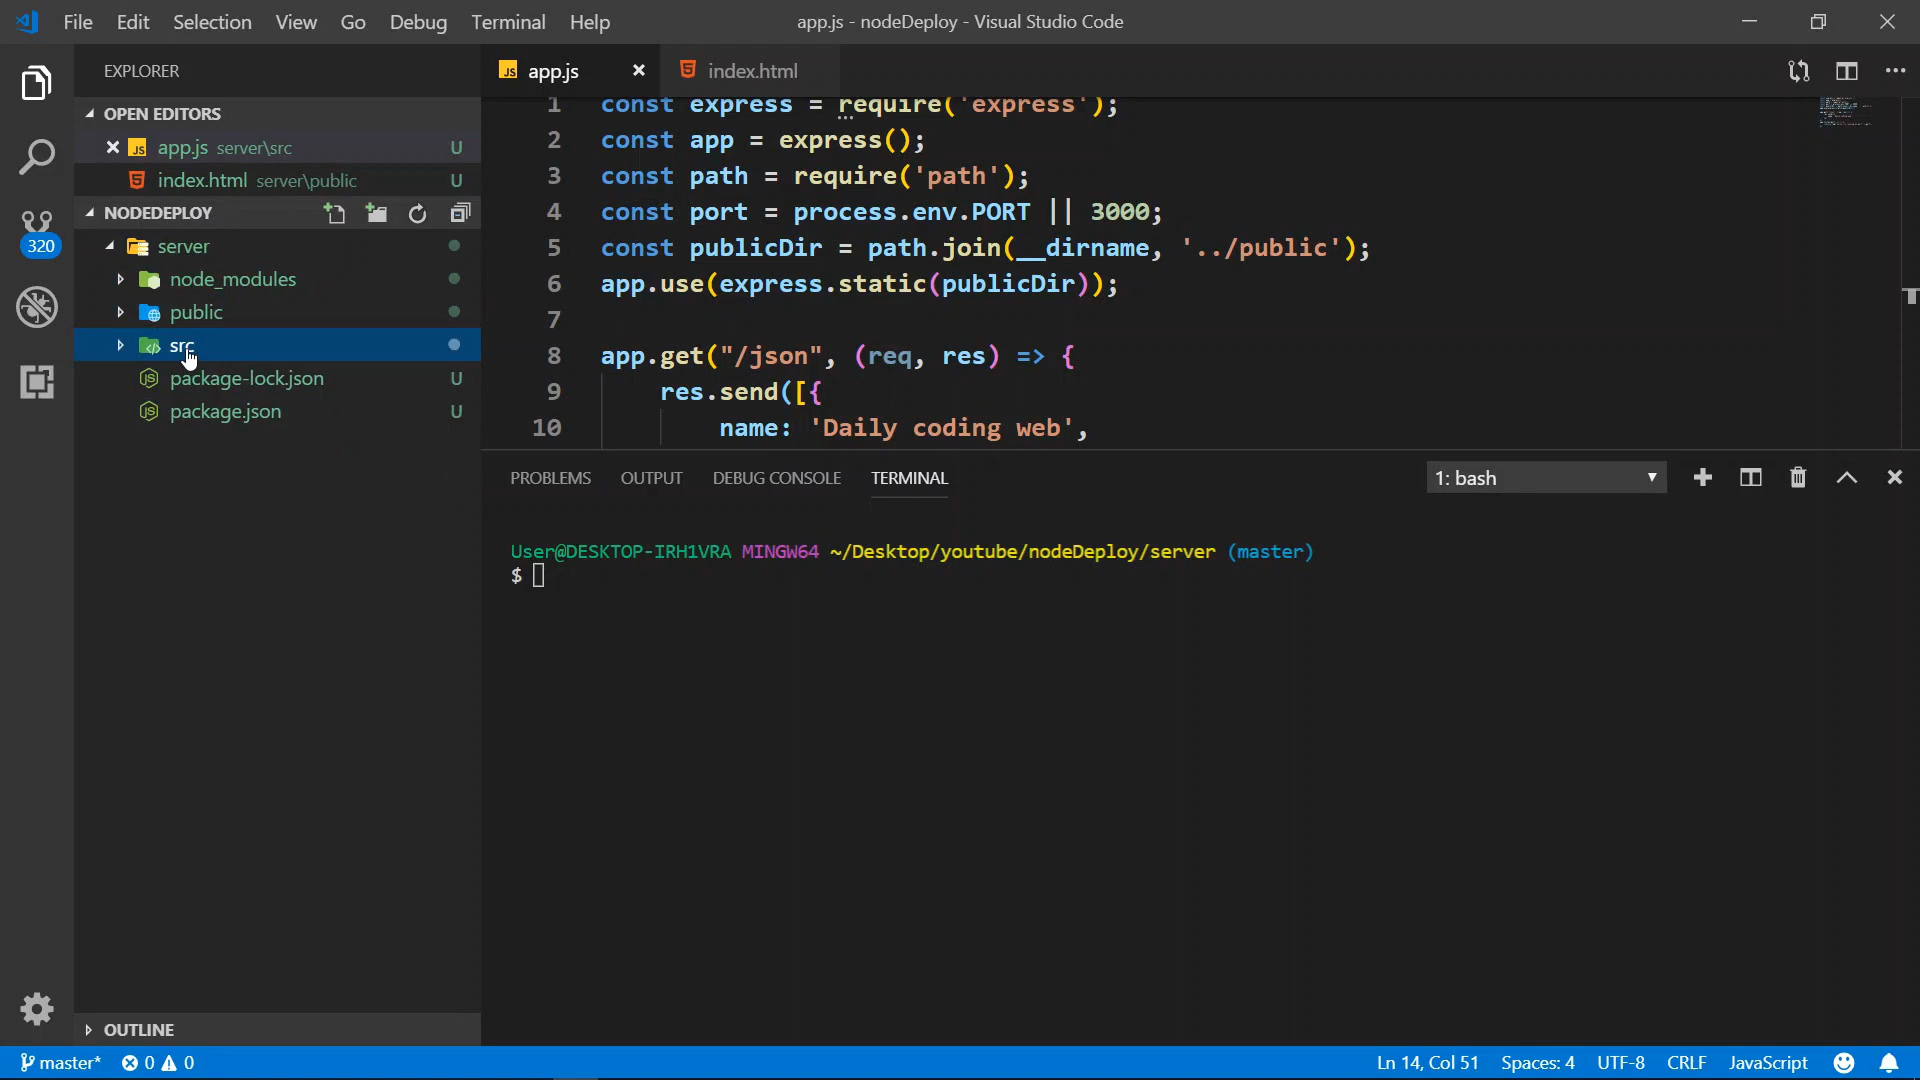 File Edit Selection View Go Debug Terminal Help
app.js - nodeDeploy - Visual Studio Code
EXPLORER
OPEN EDITORS
app.js server\src U
index.html server\public U
NODEDEPLOY
server
node_modules
public
src
package-lock.json U
package.json U
OUTLINE
320
app.js
index.html
1 const express = require('express');
2 const app = express();
3 const path = require('path');
4 const port = process.env.PORT || 3000;
5 const publicDir = path.join(__dirname, '../public');
6 app.use(express.static(publicDir));
7
8 app.get("/json", (req, res) => {
9 res.send([{
10 name: 'Daily coding web',
PROBLEMS OUTPUT DEBUG CONSOLE TERMINAL
1: bash
User@DESKTOP-IRH1VRA MINGW64 ~/Desktop/youtube/nodeDeploy/server (master)
$
master* 0 0
Ln 14, Col 51 Spaces: 4 UTF-8 CRLF JavaScript